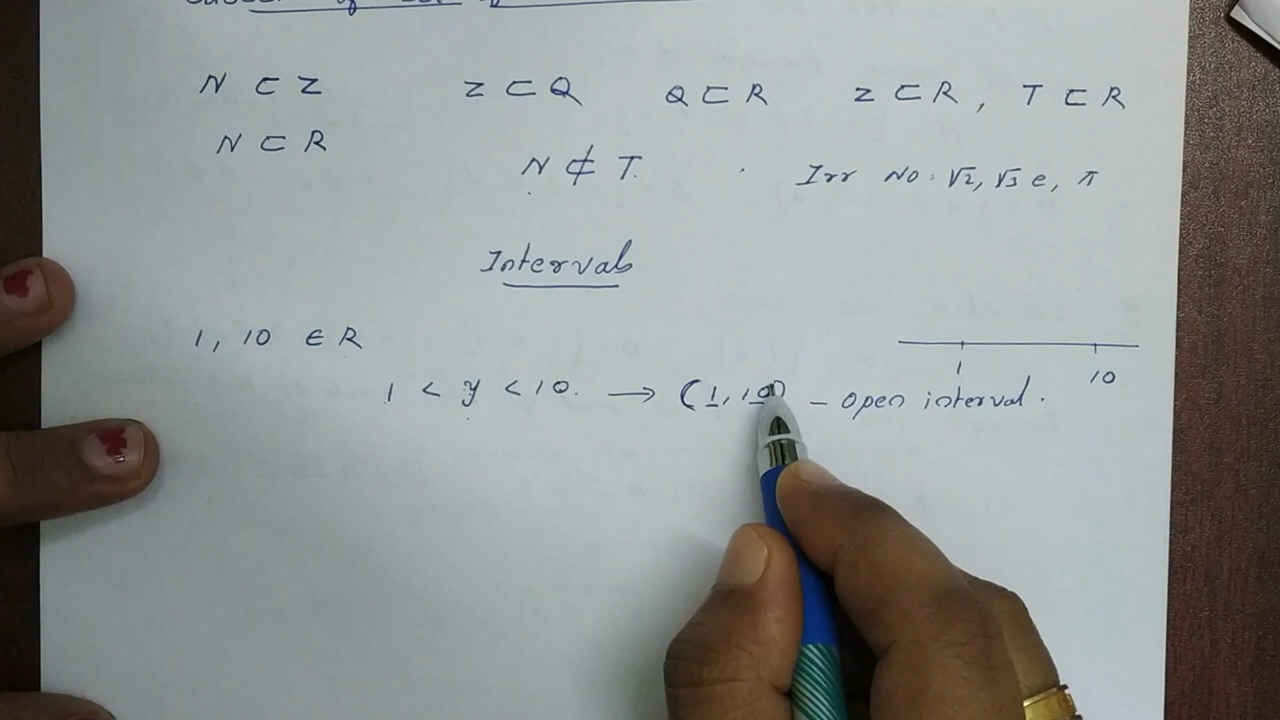 N ⊂ Z Z ⊂ Q Q ⊂ R Z ⊂ R, T ⊂ R
N ⊂ R N ⊄ T. Irr No: √2, √3 e, π
Intervals
1, 10 ∈ R
1 10
1 < y < 10. → (1, 10) - open interval.